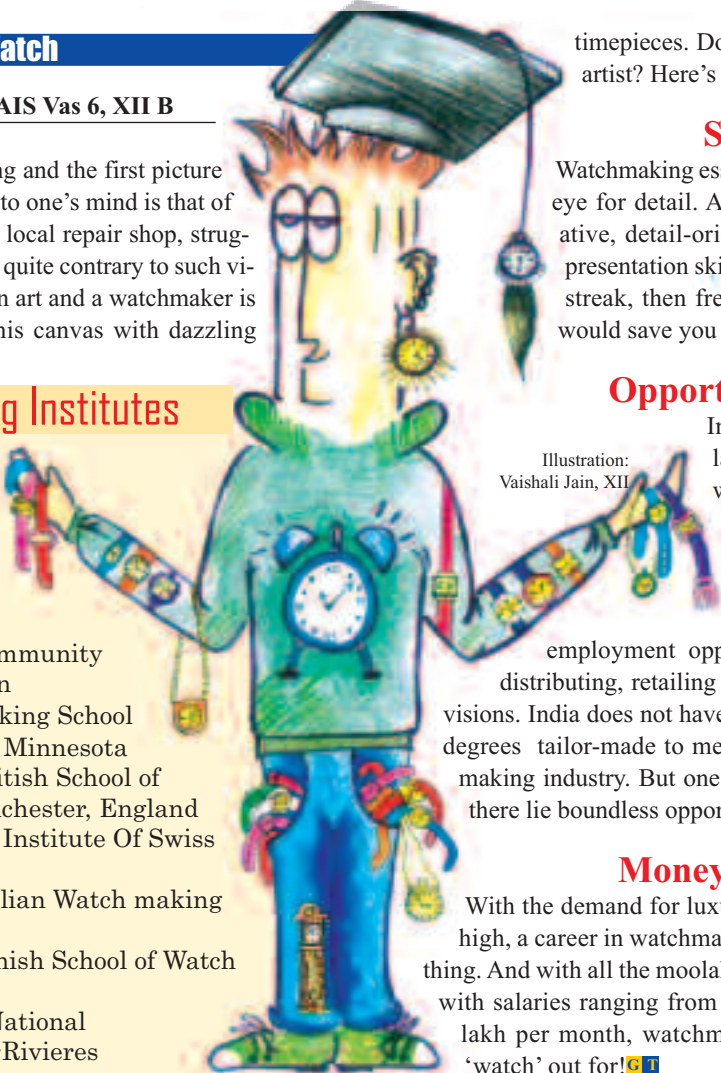 atch
AIS Vas 6, XII B
ng and the first picture
to one's mind is that of
local repair shop, strug-
quite contrary to such vi-
n art and a watchmaker is
his canvas with dazzling
g Institutes
mmunity
n
king School
Minnesota
itish School of
nchester, England
Institute Of Swiss
lian Watch making
nish School of Watch
National
Rivieres
timepieces. Do
artist? Here's
S
Watchmaking ess
eye for detail. A
ative, detail-ori
presentation ski
streak, then fre
would save you
Opport
In
la
w
Illustration:
Vaishali Jain, XII
employment opp
distributing, retailing
visions. India does not have
degrees tailor-made to me
making industry. But one
there lie boundless oppor
Money
With the demand for lux
high, a career in watchma
thing. And with all the moolah
with salaries ranging from
lakh per month, watchm
'watch' out for! G T